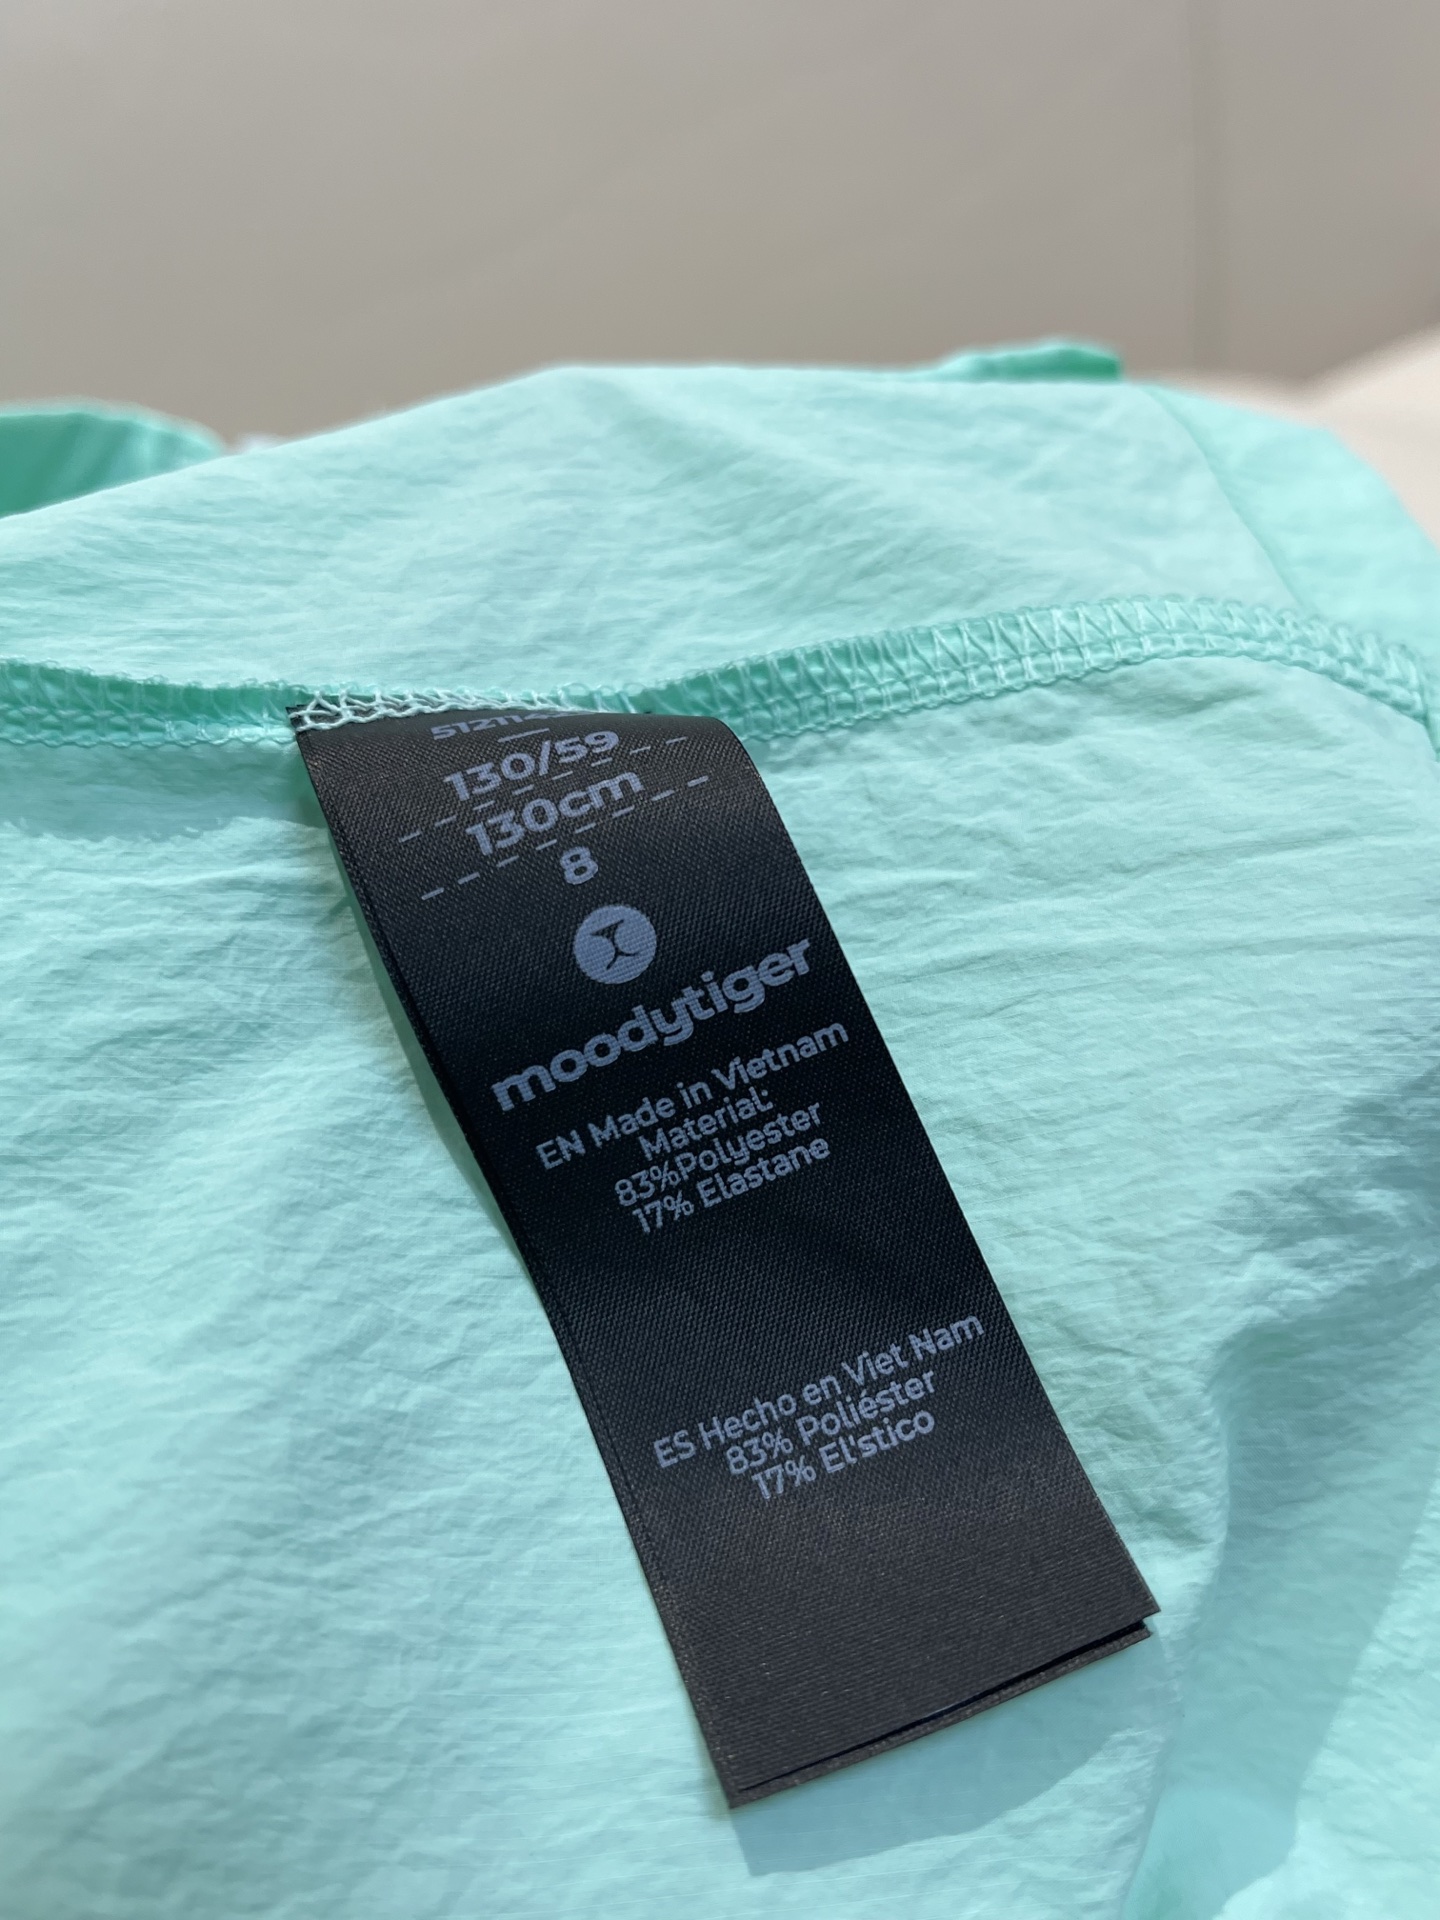 130/59
130cm
8
moodytiger
EN Made in Vietnam
Material:
83%Polyester
17% Elastane
ES Hecho en Viet Nam
83% Poliéster
17% El'stico